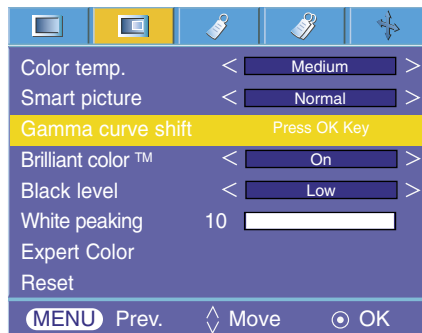 Color temp. < Medium >
Smart picture < Normal >
Gamma curve shift Press OK Key
Brilliant color ™ < On >
Black level < Low >
White peaking 10
Expert Color
Reset
MENU Prev. Move OK